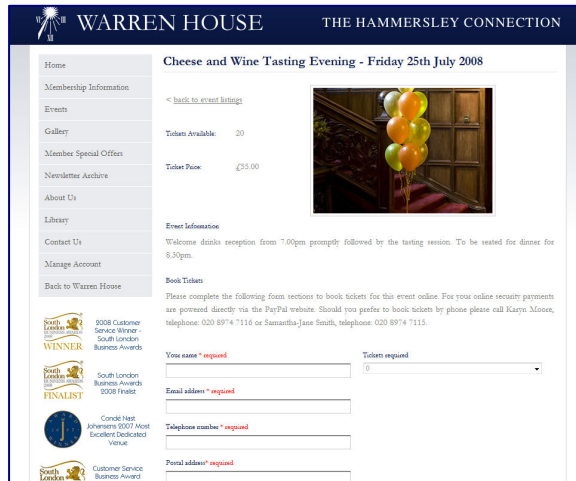 WARREN HOUSE
THE HAMMERSLEY CONNECTION
Home
Membership Information
Events
Gallery
Member Special Offers
Newsletter Archive
About Us
Library
Contact Us
Manage Account
Back to Warren House
South London
WINNER
2008 Customer
Service Winner -
South London
Business Awards
South London
FINALIST
South London
Business Awards
2008 Finalist
Condé Nast
Johansens 2007 Most
Excellent Dedicated
Venue
South London
Customer Service
Business Award
Cheese and Wine Tasting Evening - Friday 25th July 2008
< back to event listings
Tickets Available: 20
Ticket Price: £55.00
Event Information
Welcome drinks reception from 7.00pm promptly followed by the tasting session. To be seated for dinner for
8.30pm.
Book Tickets
Please complete the following form sections to book tickets for this event online. For your online security payments
are powered directly via the PayPal website. Should you prefer to book tickets by phone please call Karyn Moore,
telephone: 020 8974 7116 or Samantha-Jane Smith, telephone: 020 8974 7115.
Your name * required
Tickets required
0
Email address * required
Telephone number * required
Postal address* required